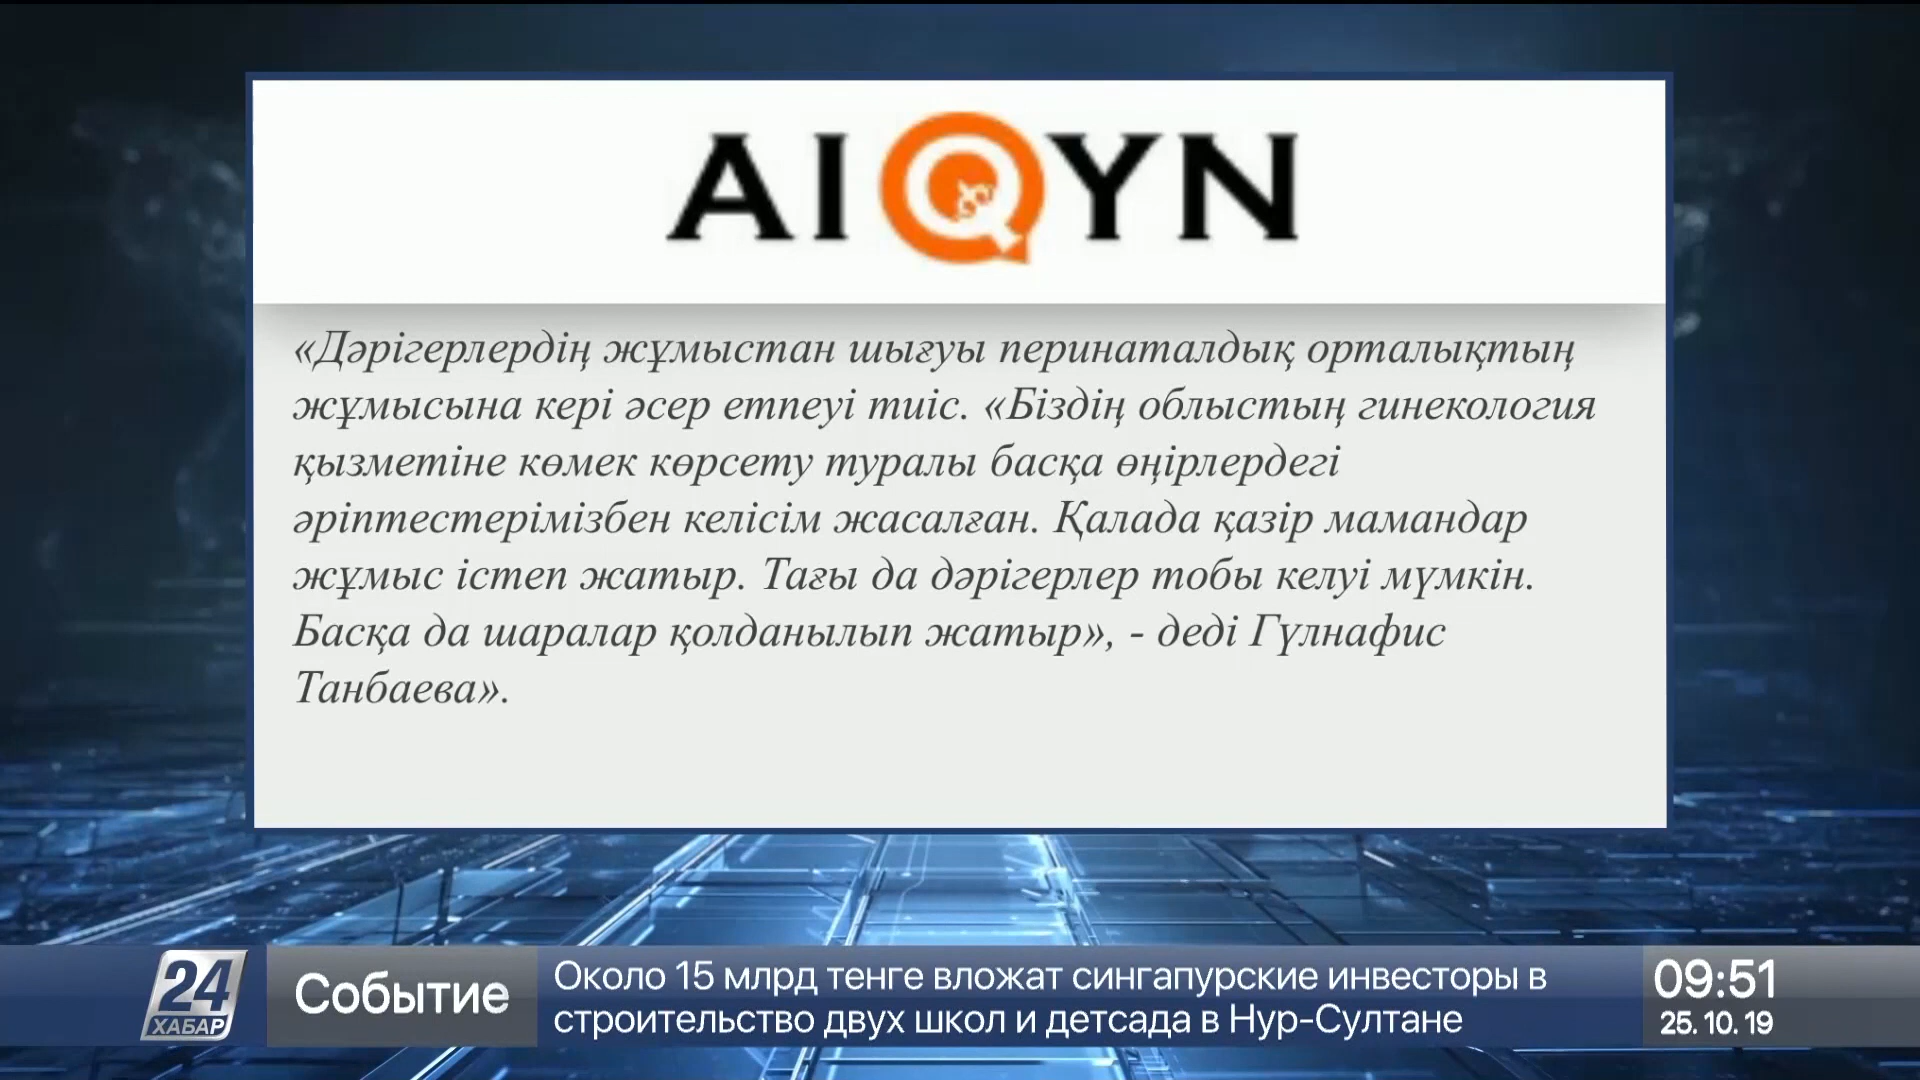 AIQYN
«Дәрігерлердің жұмыстан шығуы перинаталдық орталықтың
жұмысына кері әсер етпеуі тиіс. «Біздің облыстың гинекология
қызметіне көмек көрсету туралы басқа өңірлердегі
әріптестерімізбен келісім жасалған. Қалада қазір мамандар
жұмыс істеп жатыр. Тағы да дәрігерлер тобы келуі мүмкін.
Басқа да шаралар қолданылып жатыр», - деді Гүлнафис
Танбаева».
24
ХАБАР
Событие
Около 15 млрд тенге вложат сингапурские инвесторы в
строительство двух школ и детсада в Нур-Султане
09:51
25. 10. 19